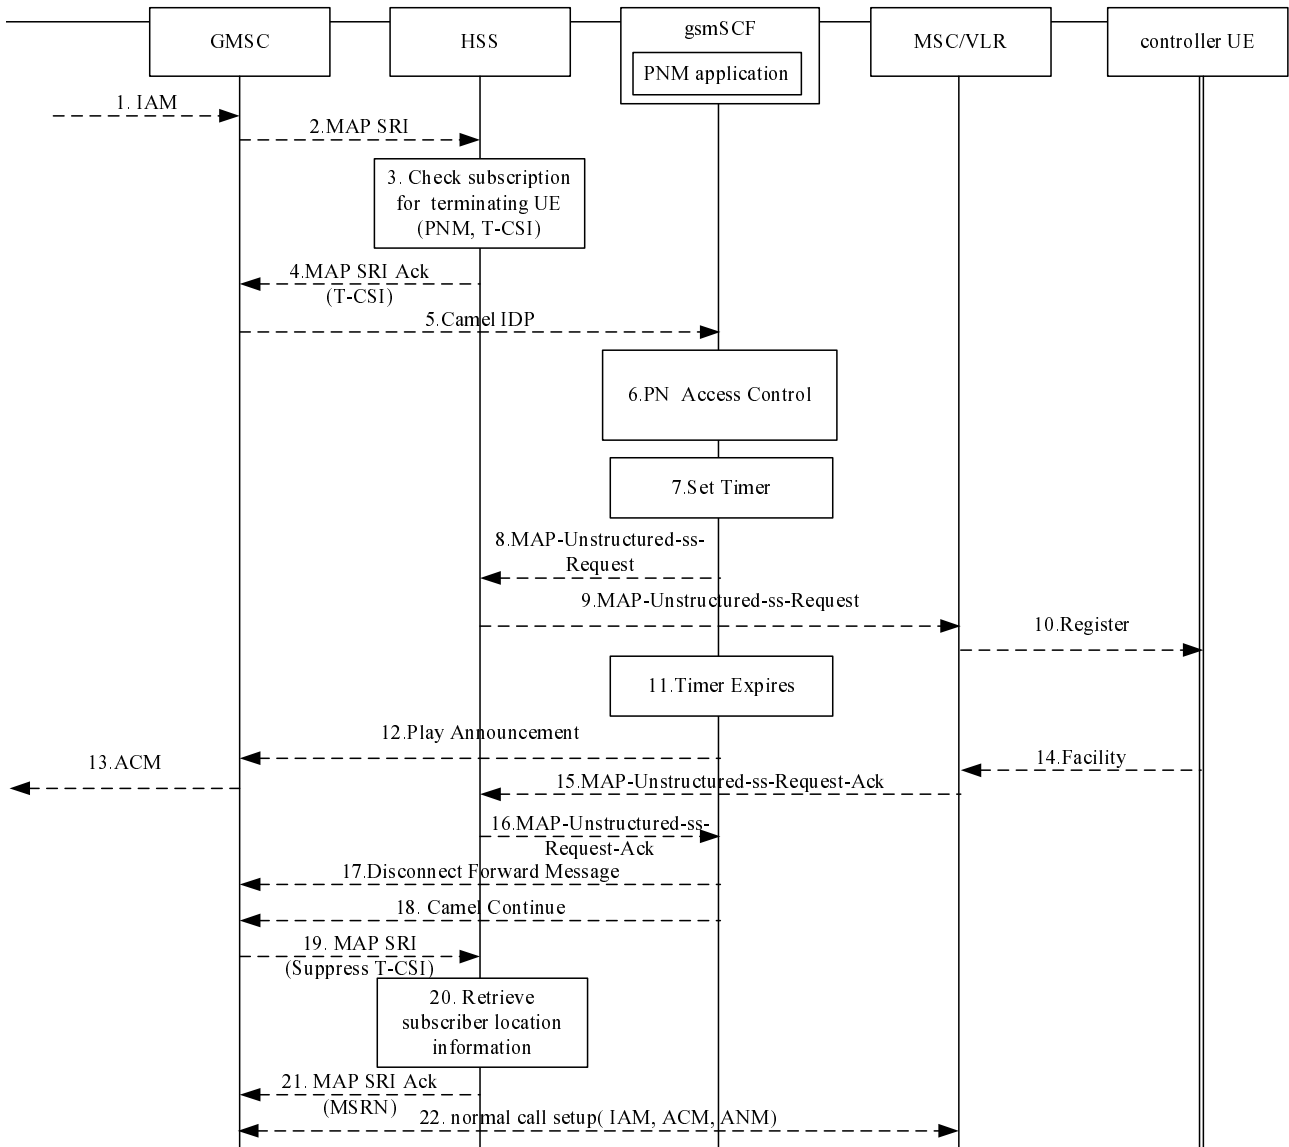 GMSC
HSS
gsmSCF
PNM application
MSC/VLR
controller UE
1. IAM
2.MAP SRI
3. Check subscription
for terminating UE
(PNM, T-CSI)
4.MAP SRI Ack
(T-CSI)
5.Camel IDP
6.PN Access Control
7.Set Timer
8.MAP-Unstructured-ss-
Request
9.MAP-Unstructured-ss-Request
10.Register
11.Timer Expires
12.Play Announcement
13.ACM
14.Facility
15.MAP-Unstructured-ss-Request-Ack
16.MAP-Unstructured-ss-
Request-Ack
17.Disconnect Forward Message
18. Camel Continue
19. MAP SRI
(Suppress T-CSI)
20. Retrieve
subscriber location
information
21. MAP SRI Ack
(MSRN)
22. normal call setup( IAM, ACM, ANM)